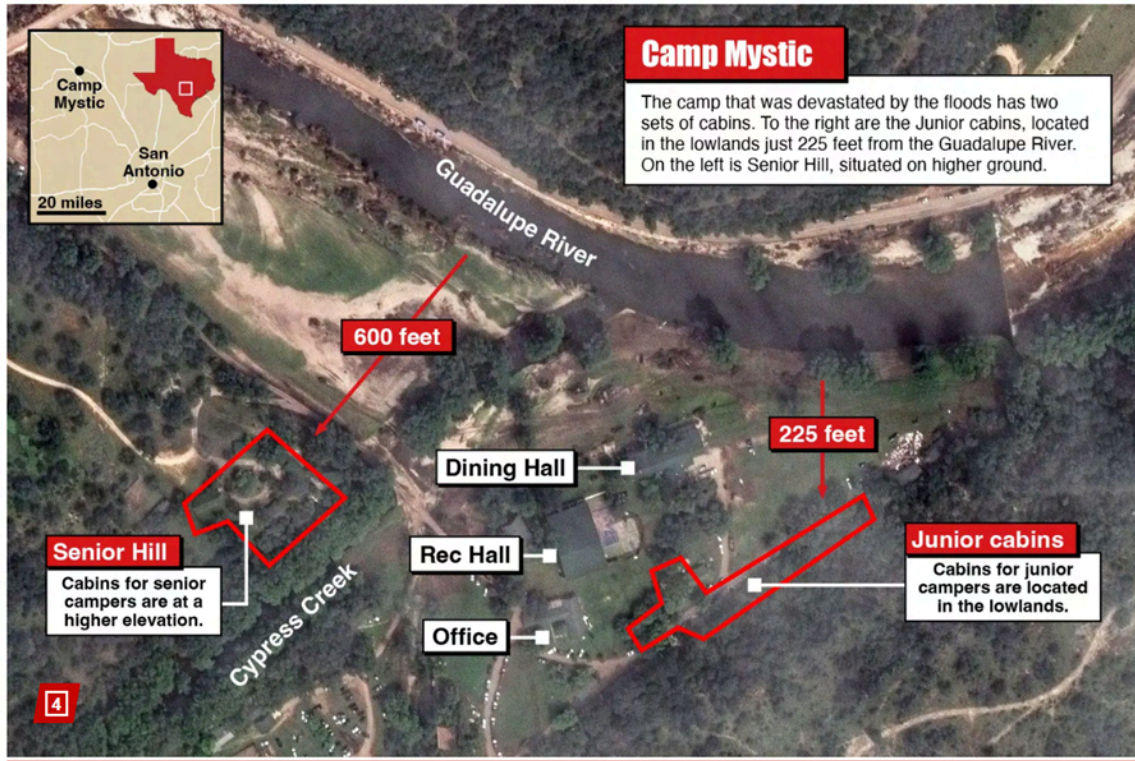 Camp
Mystic
San
Antonio
20 miles
Camp Mystic
The camp that was devastated by the floods has two
sets of cabins. To the right are the Junior cabins, located
in the lowlands just 225 feet from the Guadalupe River.
On the left is Senior Hill, situated on higher ground.
Guadalupe River
600 feet
225 feet
Dining Hall
Rec Hall
Office
Senior Hill
Cabins for senior
campers are at a
higher elevation.
Junior cabins
Cabins for junior
campers are located
in the lowlands.
Cypress Creek
4